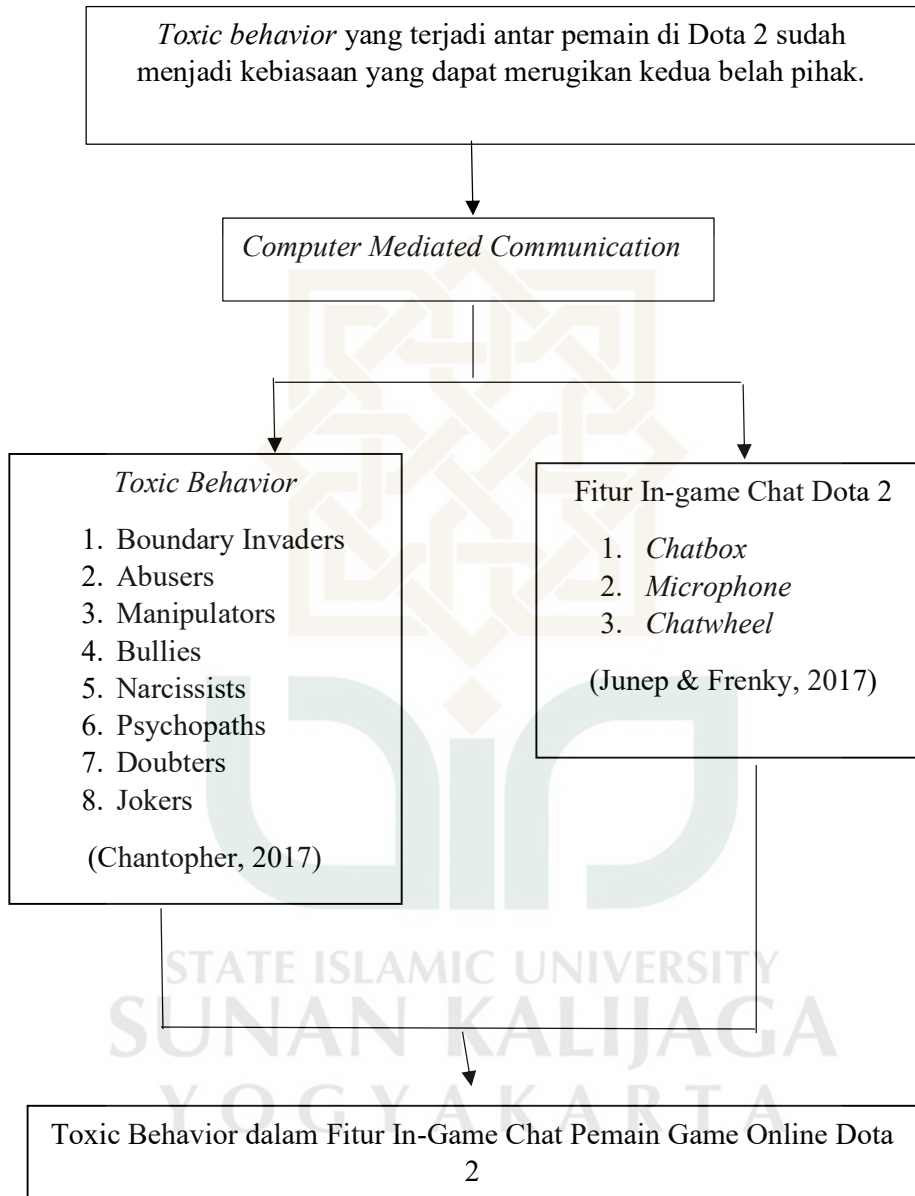 Toxic behavior yang terjadi antar pemain di Dota 2 sudah
menjadi kebiasaan yang dapat merugikan kedua belah pihak.
Computer Mediated Communication
Toxic Behavior
1. Boundary Invaders
2. Abusers
3. Manipulators
4. Bullies
5. Narcissists
6. Psychopaths
7. Doubters
8. Jokers
(Chantopher, 2017)
Fitur In-game Chat Dota 2
1. Chatbox
2. Microphone
3. Chatwheel
(Junep & Frenky, 2017)
STATE ISLAMIC UNIVERSITY
SUNAN KALIJAGA
YOGYAKARTA
Toxic Behavior dalam Fitur In-Game Chat Pemain Game Online Dota
2